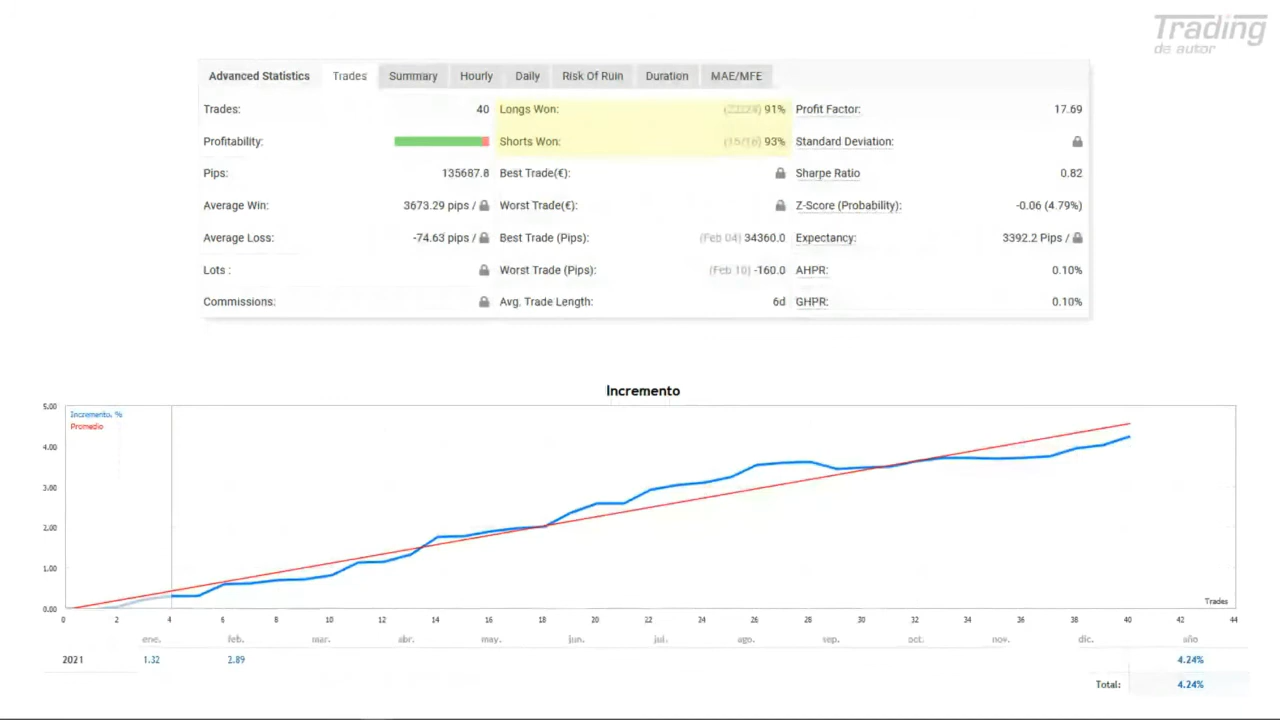 Trading
de autor
Advanced Statistics Trades Summary Hourly Daily Risk Of Ruin Duration MAE/MFE
Trades: 40 Longs Won: 91% Profit Factor: 17.69
Profitability: Shorts Won: 93% Standard Deviation:
Pips: 135687.8 Best Trade(€): Sharpe Ratio 0.82
Average Win: 3673.29 pips / Worst Trade(€): Z-Score (Probability): -0.06 (4.79%)
Average Loss: -74.63 pips / Best Trade (Pips): (Feb 04) 34360.0 Expectancy: 3392.2 Pips /
Lots : Worst Trade (Pips): (Feb 10) -160.0 AHPR: 0.10%
Commissions: Avg. Trade Length: 6d GHPR: 0.10%
Incremento
5.00
Incremento, %
Promedio
4.00
3.00
2.00
1.00
0.00
Trades
0 2 4 6 8 10 12 14 16 18 20 22 24 26 28 30 32 34 36 38 40 42 44
ene. feb. mar. abr. may. jun. jul. ago. sep. oct. nov. dic. año
2021 1.32 2.89 4.24%
Total: 4.24%